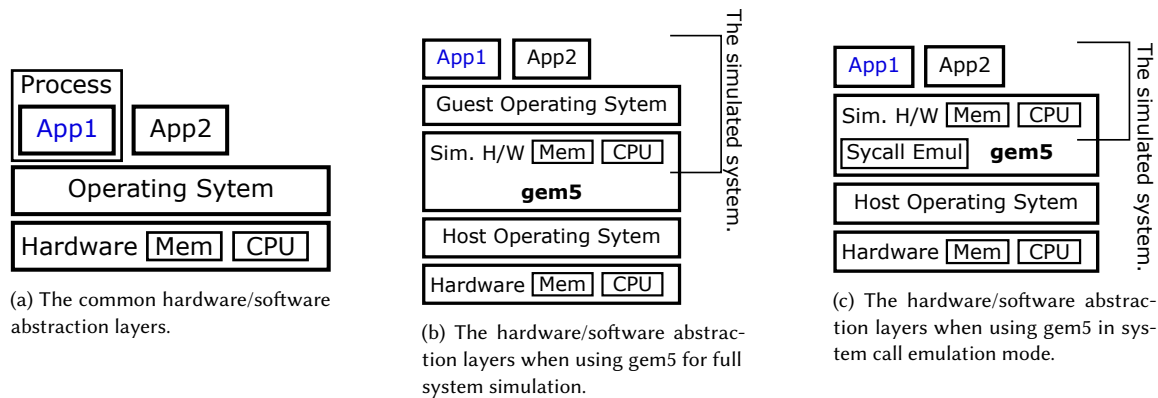 Process
App1 App2
Operating Sytem
Hardware Mem CPU
(a) The common hardware/software
abstraction layers.
App1 App2
Guest Operating Sytem
Sim. H/W Mem CPU
gem5
Host Operating Sytem
Hardware Mem CPU
The simulated system.
(b) The hardware/software abstrac-
tion layers when using gem5 for full
system simulation.
App1 App2
Sim. H/W Mem CPU
Sycall Emul gem5
Host Operating Sytem
Hardware Mem CPU
The simulated system.
(c) The hardware/software abstrac-
tion layers when using gem5 in sys-
tem call emulation mode.